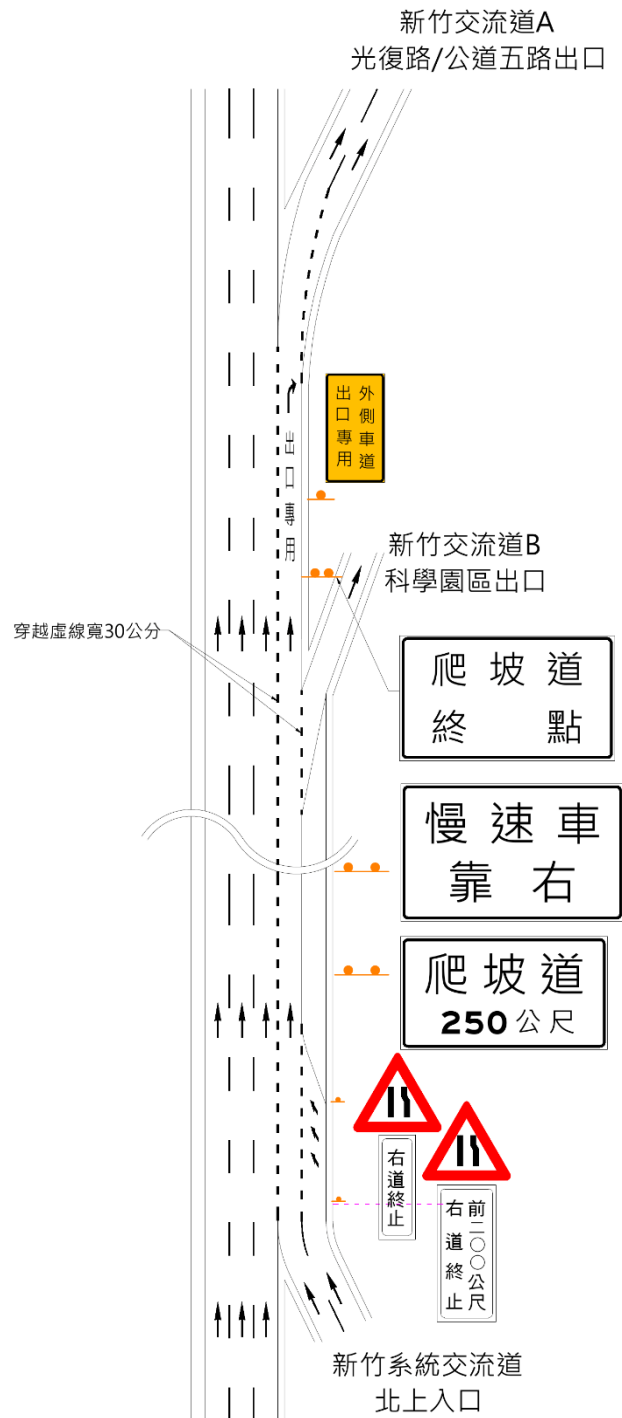 新竹交流道A
光復路/公道五路出口
外側車道
出口專用
出口專用
新竹交流道B
科學園區出口
穿越虛線寬30公分
爬坡道
終點
慢速車
靠右
爬坡道
250公尺
右道終止
前二〇〇公尺
右道終止
新竹系統交流道
北上入口